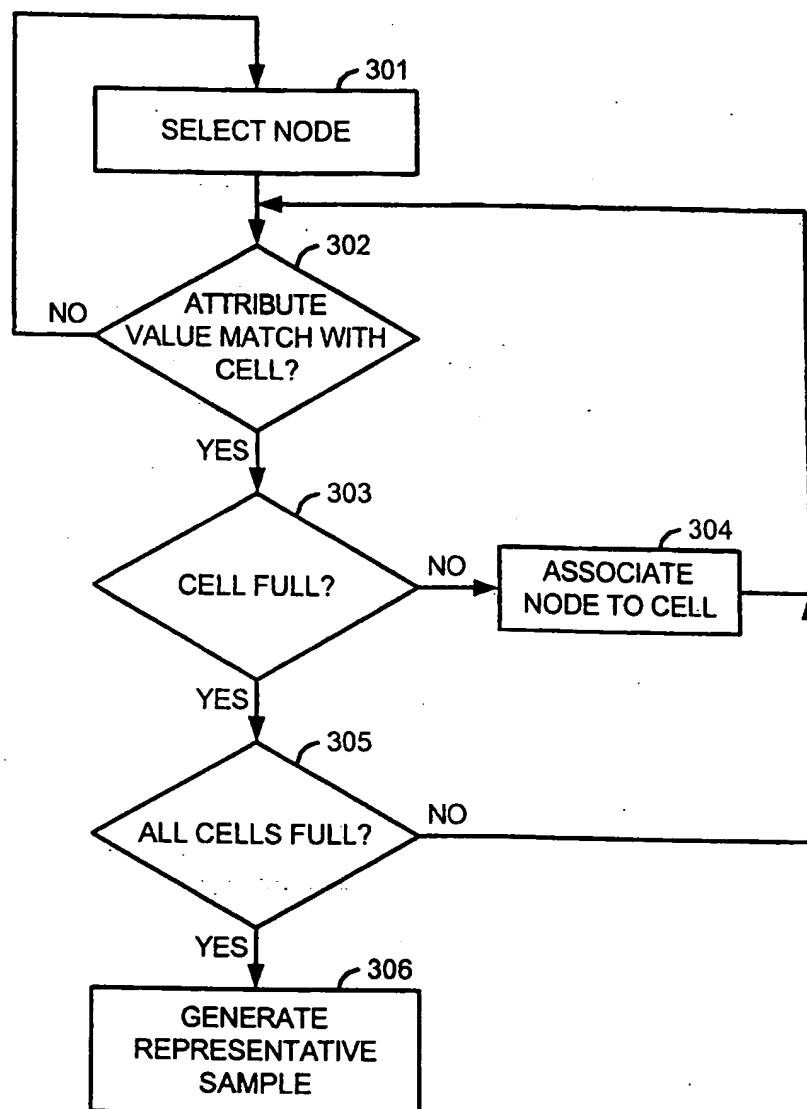 301
SELECT NODE
302
NO
ATTRIBUTE
VALUE MATCH WITH
CELL?
YES
303
CELL FULL?
NO
304
ASSOCIATE
NODE TO CELL
YES
305
ALL CELLS FULL?
NO
YES
306
GENERATE
REPRESENTATIVE
SAMPLE